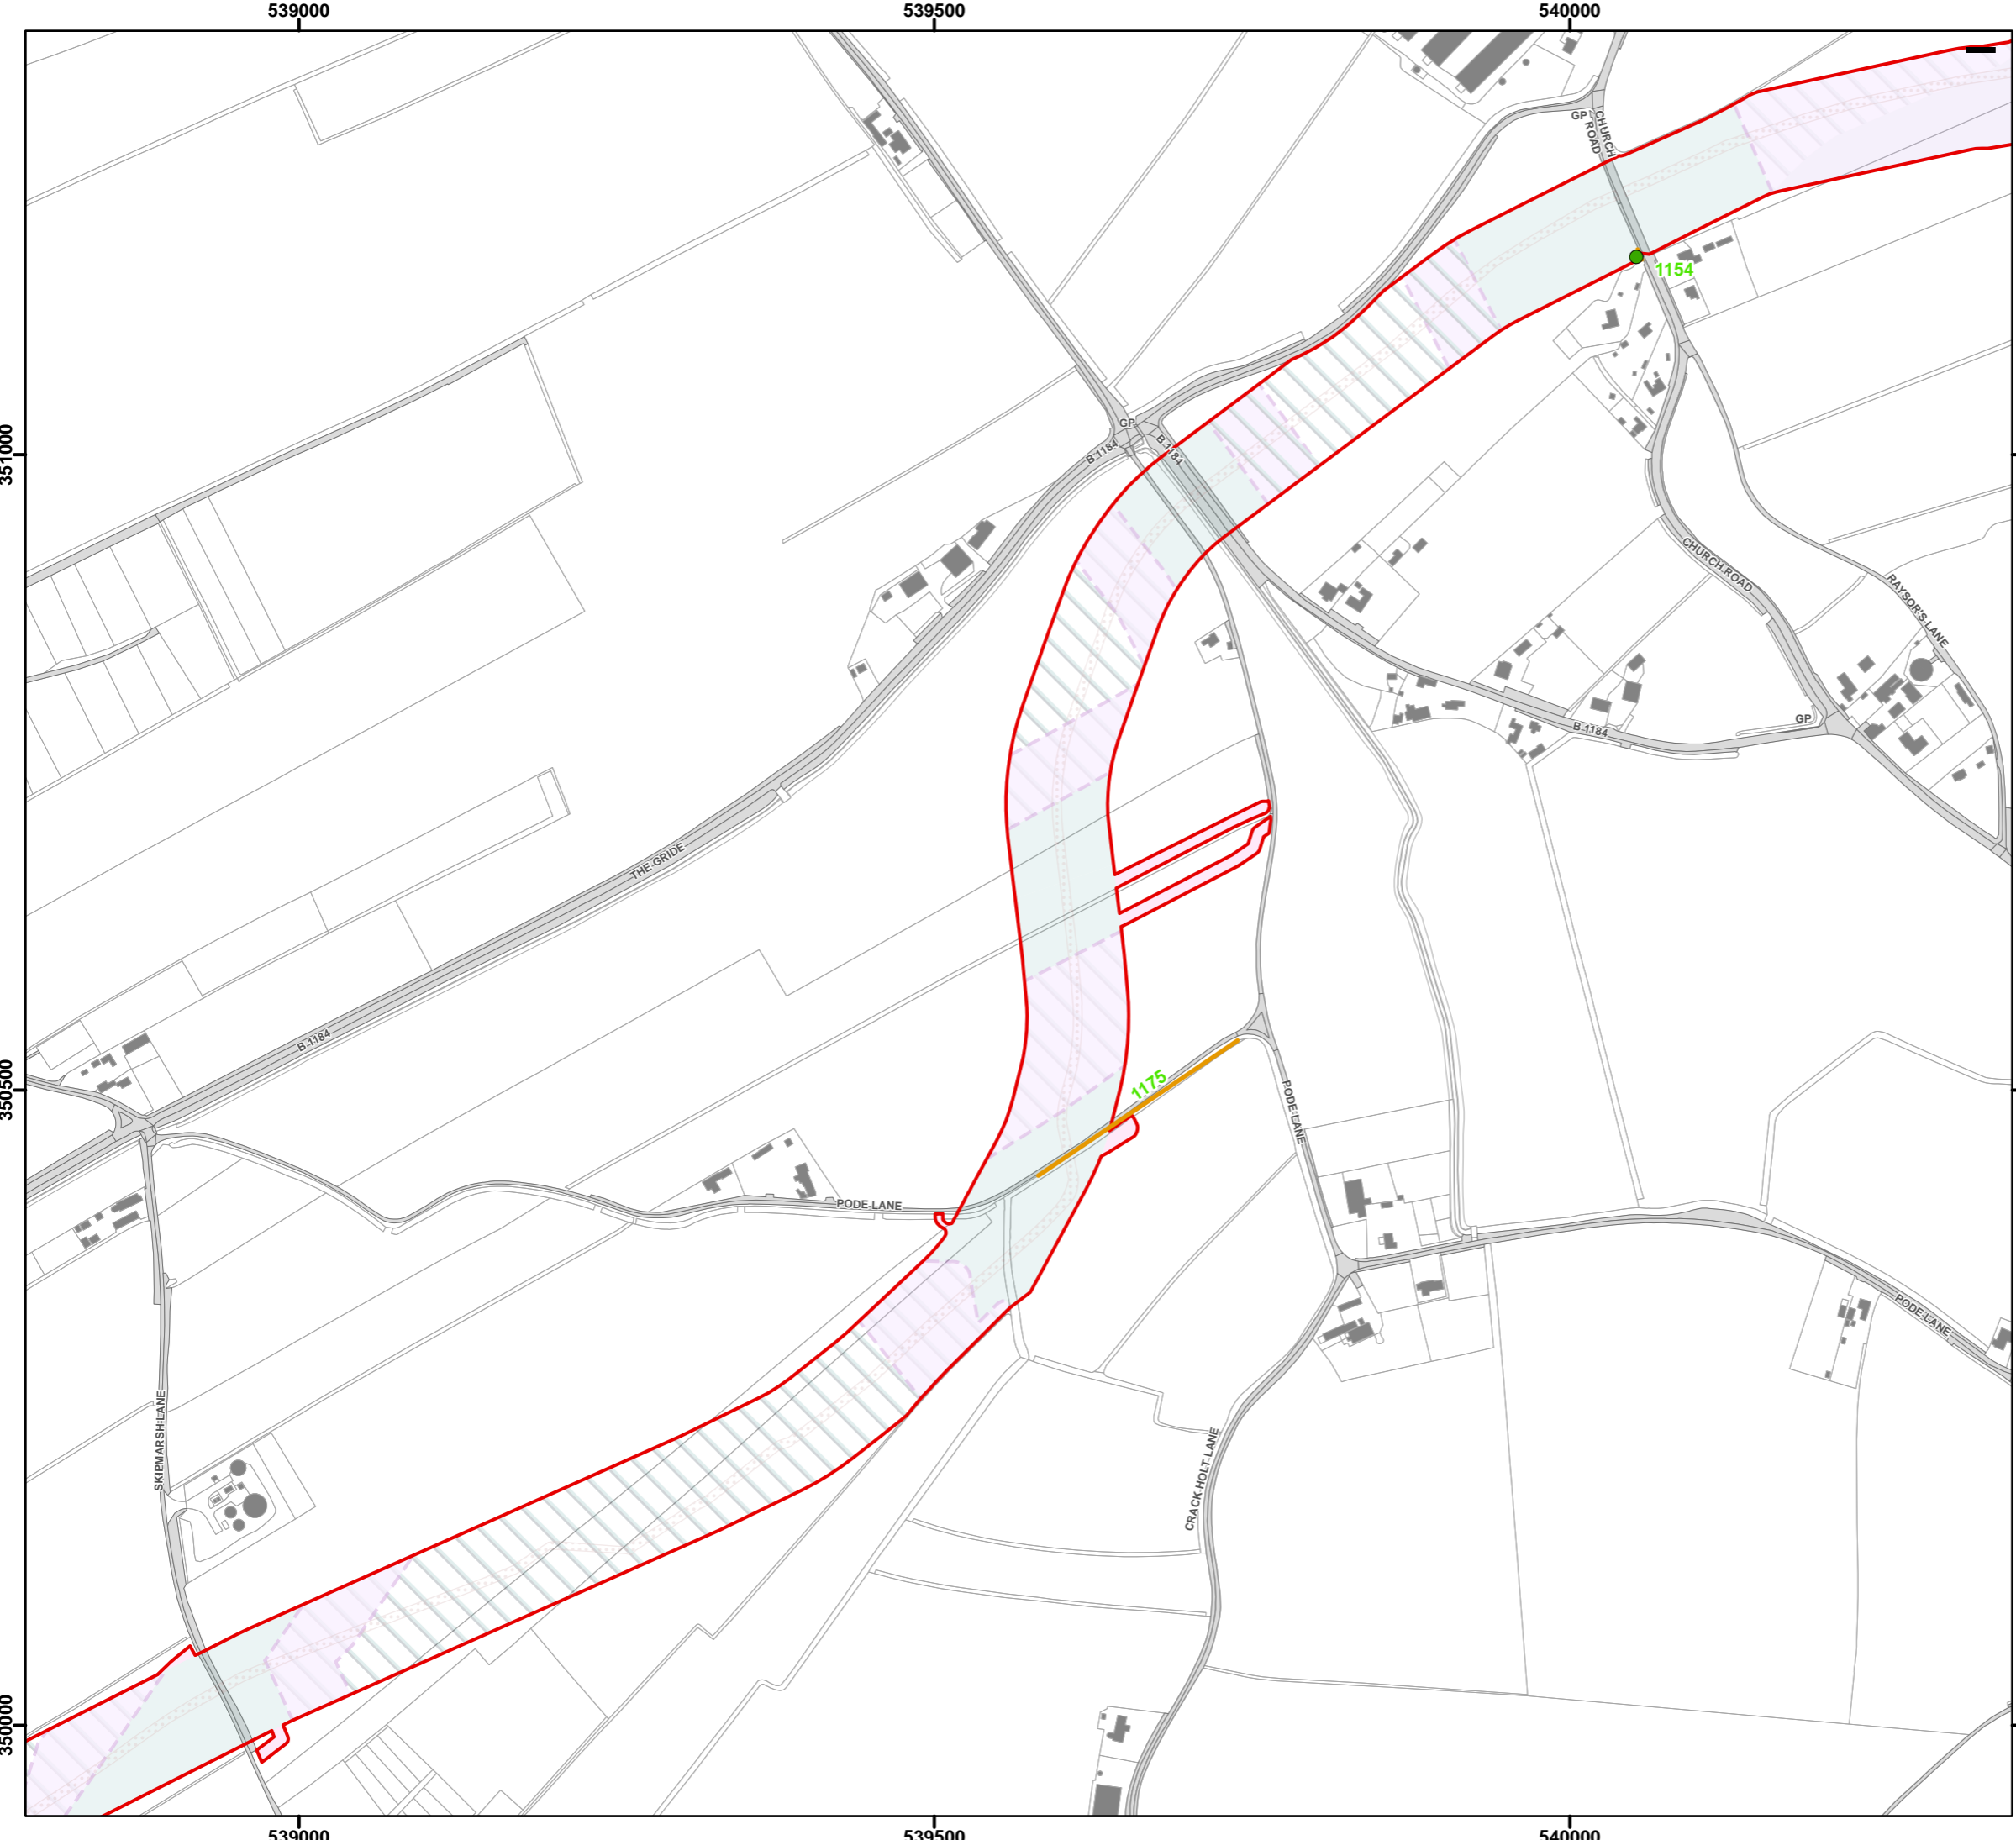 539000
539500
540000
GP
CHURCH
ROAD
1154
351000
GP
B 1184
B 1184
CHURCH ROAD
RAYSOR'S LANE
GP
B 1184
THE GRIDE
B 1184
350500
1175
PODE LANE
PODE LANE
PODE LANE
SKIPMARSH LANE
CRACK HOLT LANE
350000
539000
539500
540000